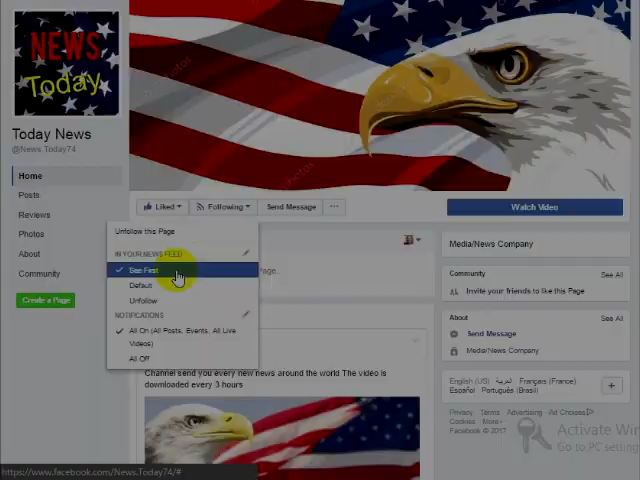 NEWS
Today
Today News
@News.Today74
Home
Posts
Reviews
Photos
About
Community
Create a Page
Liked
Following
Send Message
Watch Video
Unfollow this Page
IN YOUR NEWS FEED
See First
Default
Unfollow
NOTIFICATIONS
All On (All Posts, Events, All Live
Videos)
All Off
Page...
Channel send you every new news around the world The video is
downloaded every 3 hours
Media/News Company
Community
See All
Invite your friends to like this Page
About
See All
Send Message
Media/News Company
English (US) · العربية · Français (France)
Español · Português (Brasil)
Privacy · Terms · Advertising · Ad Choices
Cookies · More
Facebook © 2017
Activate Win
Go to PC setting
https://www.facebook.com/News.Today74/#